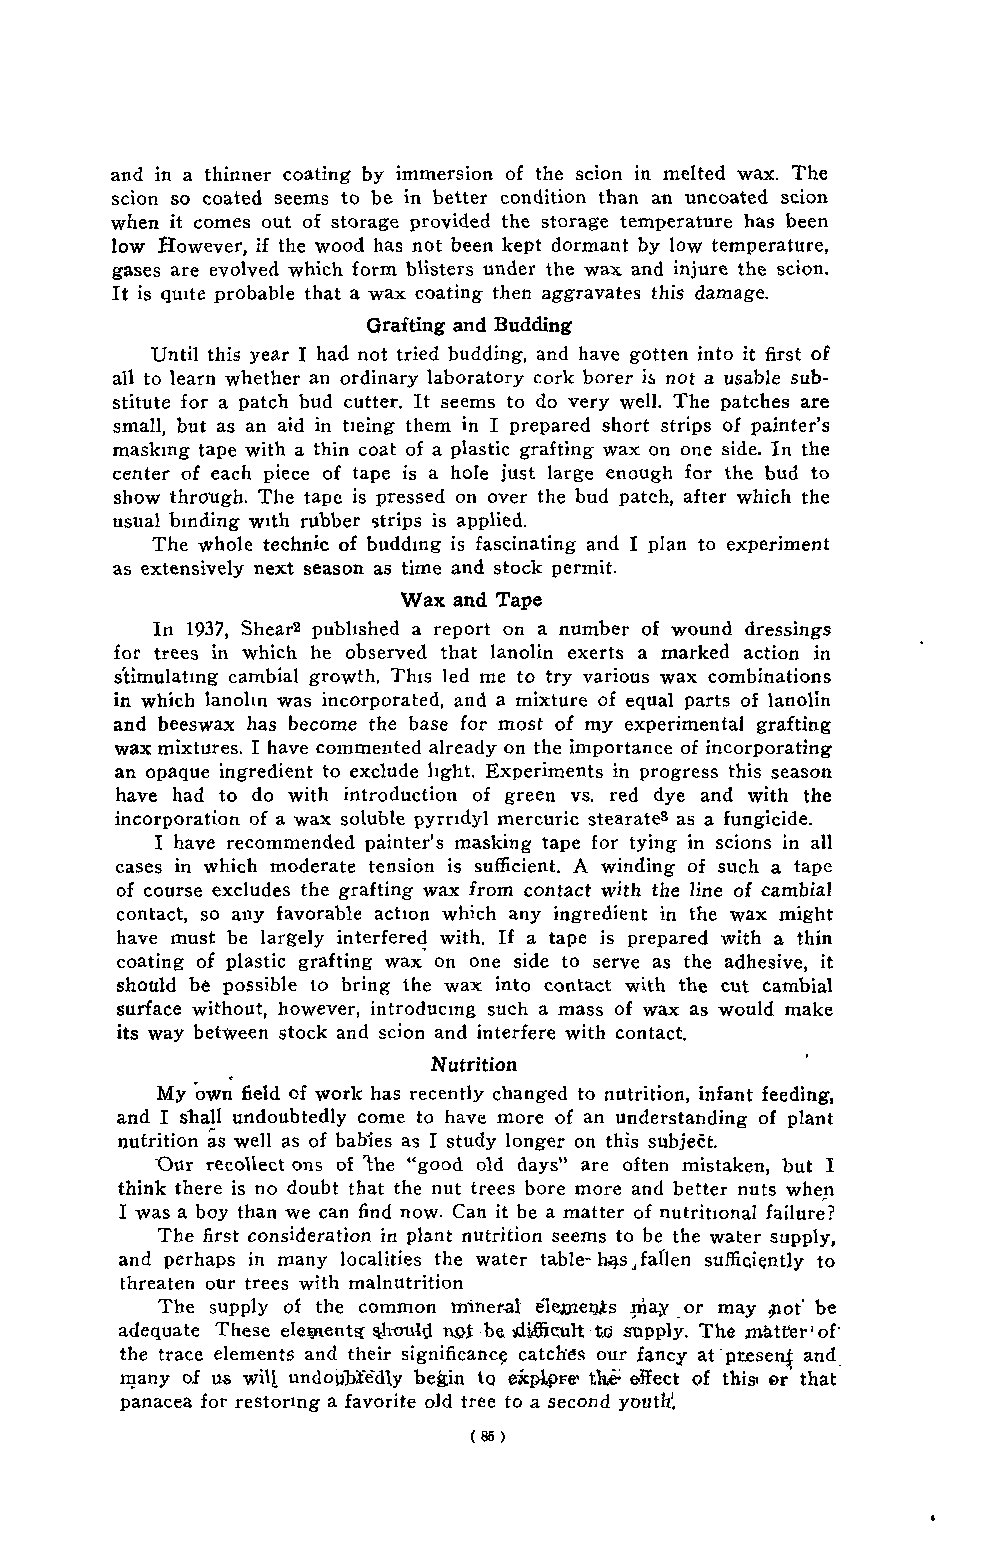 and in a thinner coating by immersion of the scion in melted wax. The
scion so coated seems to be in better condition than an uncoated scion
when it comes out of storage provided the storage temperature has been
low However, if the wood has not been kept dormant by low temperature,
gases are evolved which form blisters under the wax and injure the scion.
It is quite probable that a wax coating then aggravates this damage.
Grafting and Budding
Until this year I had not tried budding, and have gotten into it first of
all to learn whether an ordinary laboratory cork borer is not a usable sub-
stitute for a patch bud cutter. It seems to do very well. The patches are
small, but as an aid in tieing them in I prepared short strips of painter's
masking tape with a thin coat of a plastic grafting wax on one side. In the
center of each piece of tape is a hole just large enough for the bud to
show through. The tape is pressed on over the bud patch, after which the
usual binding with rubber strips is applied.
The whole technic of budding is fascinating and I plan to experiment
as extensively next season as time and stock permit.
Wax and Tape
In 1937, Shear2 published a report on a number of wound dressings
for trees in which he observed that lanolin exerts a marked action in
stimulating cambial growth. This led me to try various wax combinations
in which lanolin was incorporated, and a mixture of equal parts of lanolin
and beeswax has become the base for most of my experimental grafting
wax mixtures. I have commented already on the importance of incorporating
an opaque ingredient to exclude light. Experiments in progress this season
have had to do with introduction of green vs. red dye and with the
incorporation of a wax soluble pyrridyl mercuric stearate3 as a fungicide.
I have recommended painter's masking tape for tying in scions in all
cases in which moderate tension is sufficient. A winding of such a tape
of course excludes the grafting wax from contact with the line of cambial
contact, so any favorable action which any ingredient in the wax might
have must be largely interfered with. If a tape is prepared with a thin
coating of plastic grafting wax on one side to serve as the adhesive, it
should be possible to bring the wax into contact with the cut cambial
surface without, however, introducing such a mass of wax as would make
its way between stock and scion and interfere with contact.
Nutrition
My own field of work has recently changed to nutrition, infant feeding,
and I shall undoubtedly come to have more of an understanding of plant
nutrition as well as of babies as I study longer on this subject.
Our recollect ons of the "good old days" are often mistaken, but I
think there is no doubt that the nut trees bore more and better nuts when
I was a boy than we can find now. Can it be a matter of nutritional failure?
The first consideration in plant nutrition seems to be the water supply,
and perhaps in many localities the water table has fallen sufficiently to
threaten our trees with malnutrition
The supply of the common mineral elements may or may not be
adequate These elements should not be difficult to supply. The matter of
the trace elements and their significance catches our fancy at present and
many of us will undoubtedly begin to explore the effect of this or that
panacea for restoring a favorite old tree to a second youth.
( 85 )